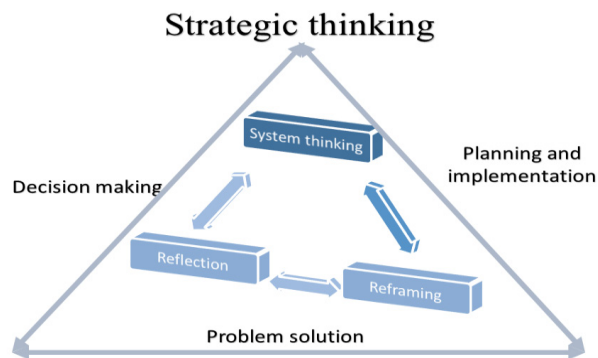 Strategic thinking
System thinking
Planning and
implementation
Decision making
Reflection
Reframing
Problem solution